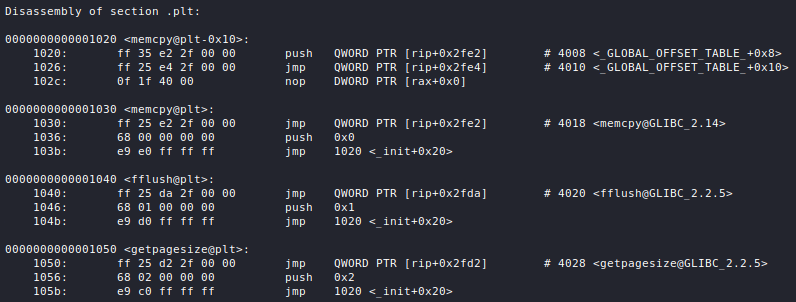 Disassembly of section .plt:
0000000000001020 <memcpy@plt-0x10>:
1020: ff 35 e2 2f 00 00 push QWORD PTR [rip+0x2fe2] # 4008 <_GLOBAL_OFFSET_TABLE_+0x8>
1026: ff 25 e4 2f 00 00 jmp QWORD PTR [rip+0x2fe4] # 4010 <_GLOBAL_OFFSET_TABLE_+0x10>
102c: 0f 1f 40 00 nop DWORD PTR [rax+0x0]
0000000000001030 <memcpy@plt>:
1030: ff 25 e2 2f 00 00 jmp QWORD PTR [rip+0x2fe2] # 4018 <memcpy@GLIBC_2.14>
1036: 68 00 00 00 00 push 0x0
103b: e9 e0 ff ff ff jmp 1020 <_init+0x20>
0000000000001040 <fflush@plt>:
1040: ff 25 da 2f 00 00 jmp QWORD PTR [rip+0x2fda] # 4020 <fflush@GLIBC_2.2.5>
1046: 68 01 00 00 00 push 0x1
104b: e9 d0 ff ff ff jmp 1020 <_init+0x20>
0000000000001050 <getpagesize@plt>:
1050: ff 25 d2 2f 00 00 jmp QWORD PTR [rip+0x2fd2] # 4028 <getpagesize@GLIBC_2.2.5>
1056: 68 02 00 00 00 push 0x2
105b: e9 c0 ff ff ff jmp 1020 <_init+0x20>